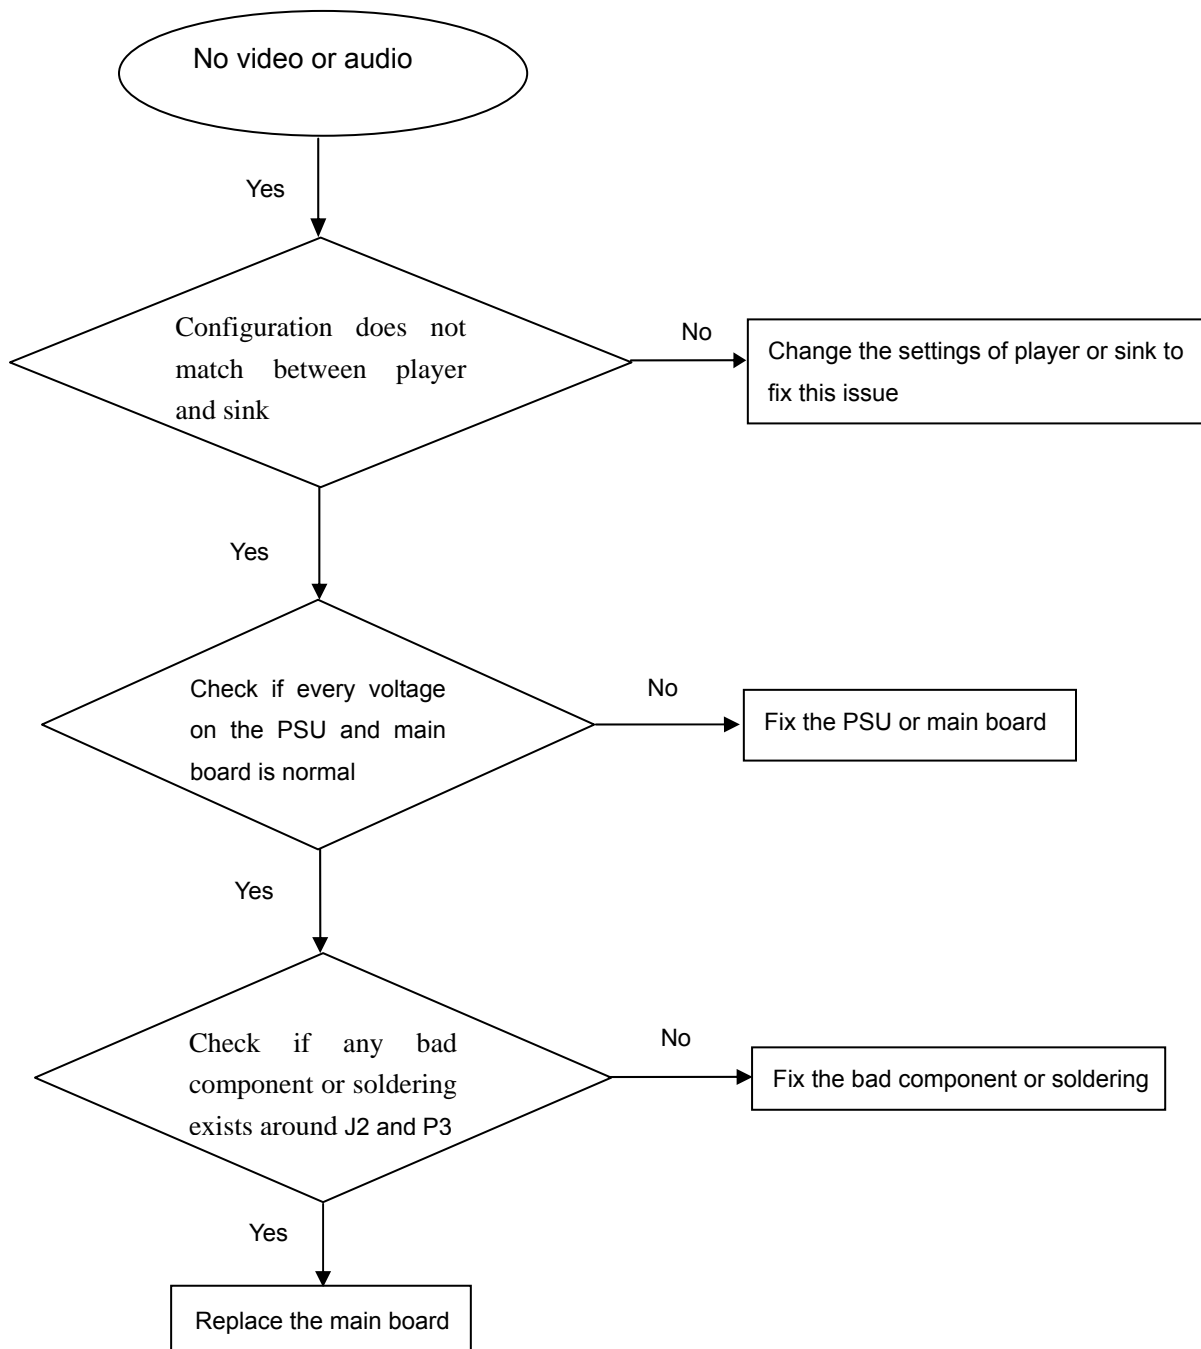 No video or audio
Yes
Configuration does not
match between player
and sink
No
Change the settings of player or sink to
fix this issue
Yes
Check if every voltage
on the PSU and main
board is normal
No
Fix the PSU or main board
Yes
Check if any bad
component or soldering
exists around J2 and P3
No
Fix the bad component or soldering
Yes
Replace the main board